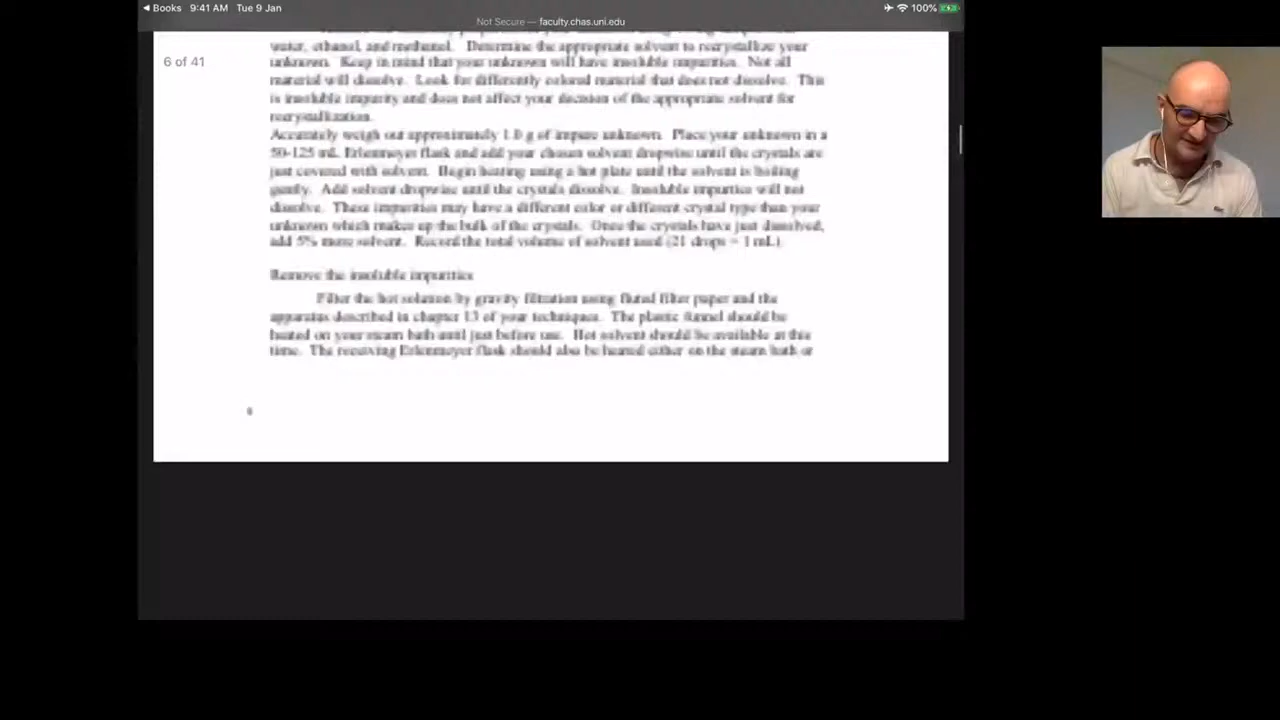 Books 9:41 AM Tue 9 Jan 100%
Not Secure — faculty.chas.uni.edu
6 of 41
water, ethanol, and methanol. Determine the appropriate solvent to recrystallize your
unknown. Keep in mind that your unknown will have insoluble impurities. Not all
material will dissolve. Look for differently colored material that does not dissolve. This
is insoluble impurity and does not affect your decision of the appropriate solvent for
recrystallization.
Accurately weigh out approximately 1.0 g of impure unknown. Place your unknown in a
50-125 mL Erlenmeyer flask and add your chosen solvent dropwise until the crystals are
just covered with solvent. Begin heating using a hot plate until the solvent is boiling
gently. Add solvent dropwise until the crystals dissolve. Insoluble impurities will not
dissolve. These impurities may have a different color or different crystal type than your
unknown which makes up the bulk of the crystals. Once the crystals have just dissolved,
add 5% more solvent. Record the total volume of solvent used (21 drops = 1 mL).
Remove the insoluble impurities
Filter the hot solution by gravity filtration using fluted filter paper and the
apparatus described in chapter 13 of your techniques. The plastic funnel should be
heated on your steam bath until just before use. Hot solvent should be available at this
time. The receiving Erlenmeyer flask should also be heated either on the steam bath or